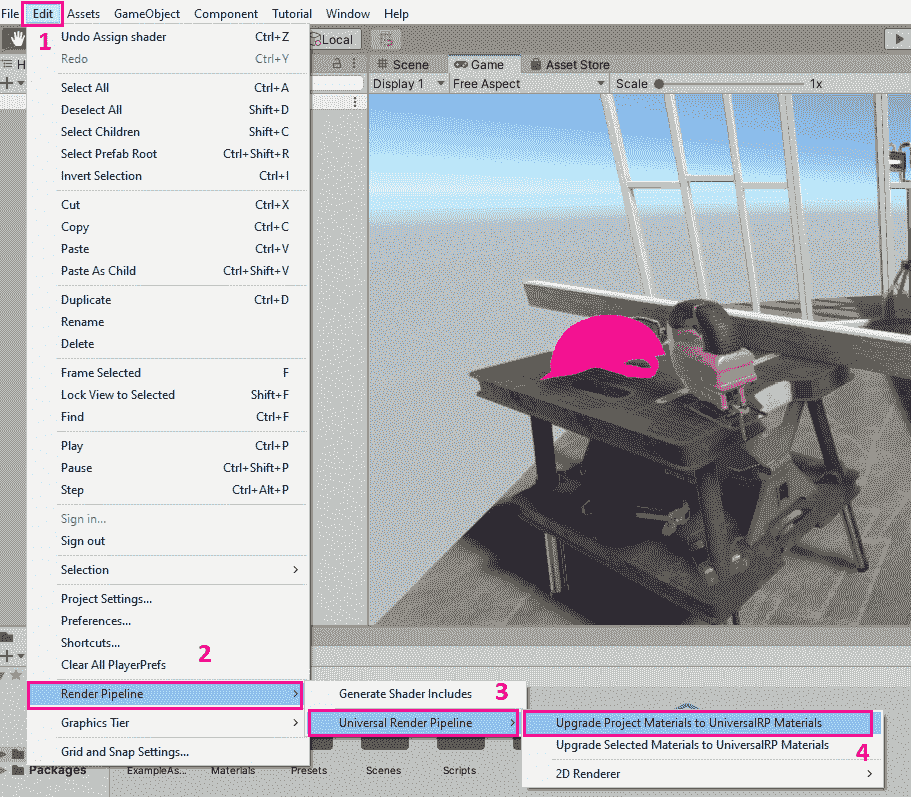 File Edit Assets GameObject Component Tutorial Window Help
1
Local
Undo Assign shader Ctrl+Z
Redo Ctrl+Y
H
Scene Game Asset Store
Display 1 Free Aspect Scale 1x
Select All Ctrl+A
Deselect All Shift+D
Select Children Shift+C
Select Prefab Root Ctrl+Shift+R
Invert Selection Ctrl+I
Cut Ctrl+X
Copy Ctrl+C
Paste Ctrl+V
Paste As Child Ctrl+Shift+V
Duplicate Ctrl+D
Rename
Delete
Frame Selected F
Lock View to Selected Shift+F
Find Ctrl+F
Play Ctrl+P
Pause Ctrl+Shift+P
Step Ctrl+Alt+P
Sign in...
Sign out
Selection
Project Settings...
Preferences...
Shortcuts...
2
Clear All PlayerPrefs
Render Pipeline
Generate Shader Includes 3
Graphics Tier
Universal Render Pipeline
Upgrade Project Materials to UniversalRP Materials
Upgrade Selected Materials to UniversalRP Materials 4
2D Renderer
Grid and Snap Settings...
Packages
ExampleAs... Materials Presets Scenes Scripts